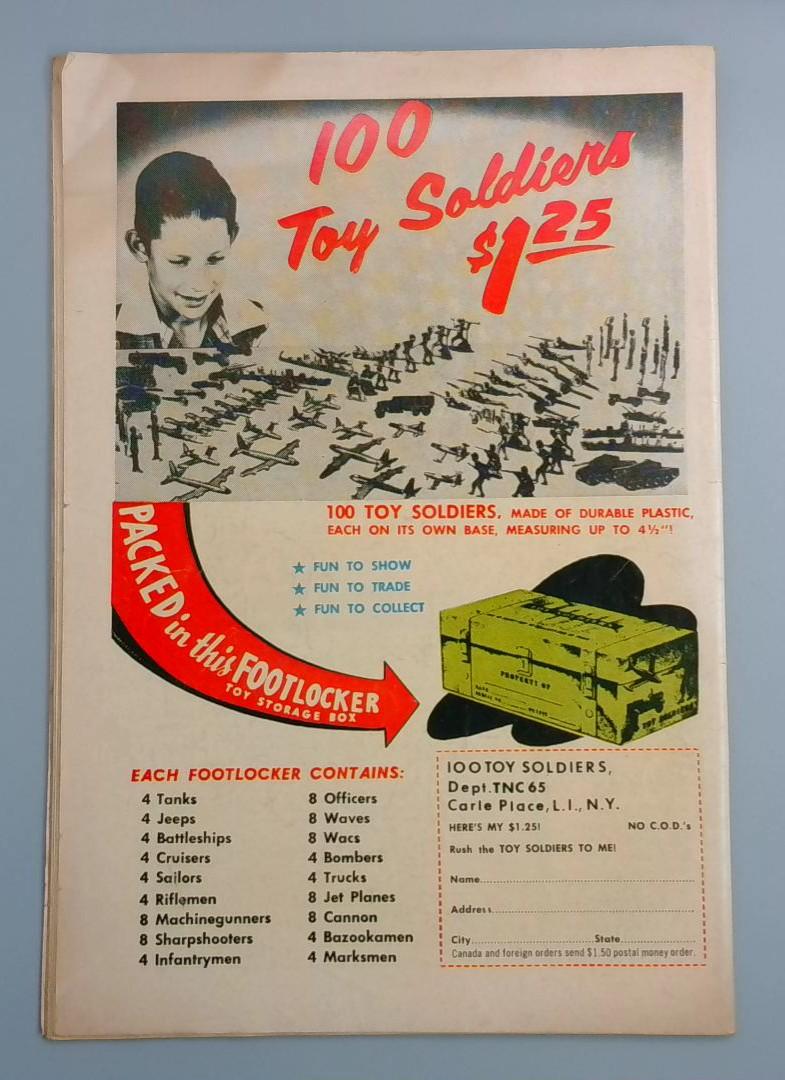 100
Toy Soldiers
$1.25
100 TOY SOLDIERS, MADE OF DURABLE PLASTIC,
EACH ON ITS OWN BASE, MEASURING UP TO 4½"!
PACKED in this FOOTLOCKER
TOY STORAGE BOX
★ FUN TO SHOW
★ FUN TO TRADE
★ FUN TO COLLECT
PROPERTY OF
TOY SOLDIERS
EACH FOOTLOCKER CONTAINS:
4 Tanks
4 Jeeps
4 Battleships
4 Cruisers
4 Sailors
4 Riflemen
8 Machinegunners
8 Sharpshooters
4 Infantrymen
8 Officers
8 Waves
8 Wacs
4 Bombers
4 Trucks
8 Jet Planes
8 Cannon
4 Bazookamen
4 Marksmen
100 TOY SOLDIERS,
Dept. TNC65
Carle Place, L.I., N.Y.
HERE'S MY $1.25! NO C.O.D.'s
Rush the TOY SOLDIERS TO ME!
Name
Address
City State
Canada and foreign orders send $1.50 postal money order.